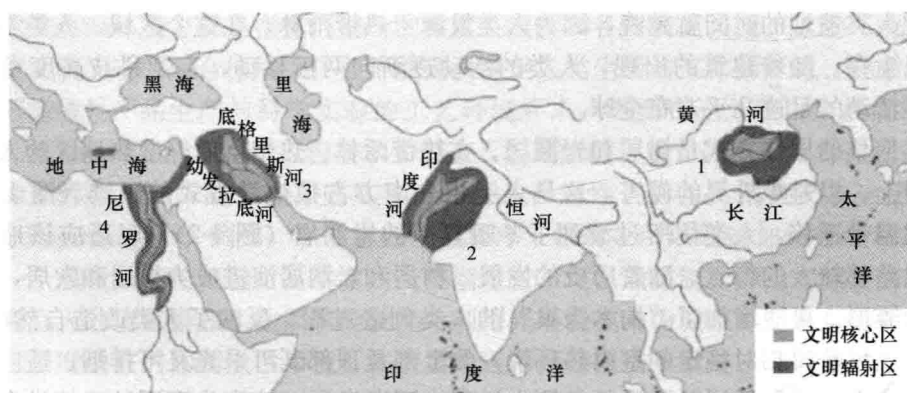 黑海
里海
地中海
底格里斯河
幼发拉底河
3
尼罗河
4
印度河
恒河
2
黄河
1
长江
太平洋
印度洋
文明核心区
文明辐射区